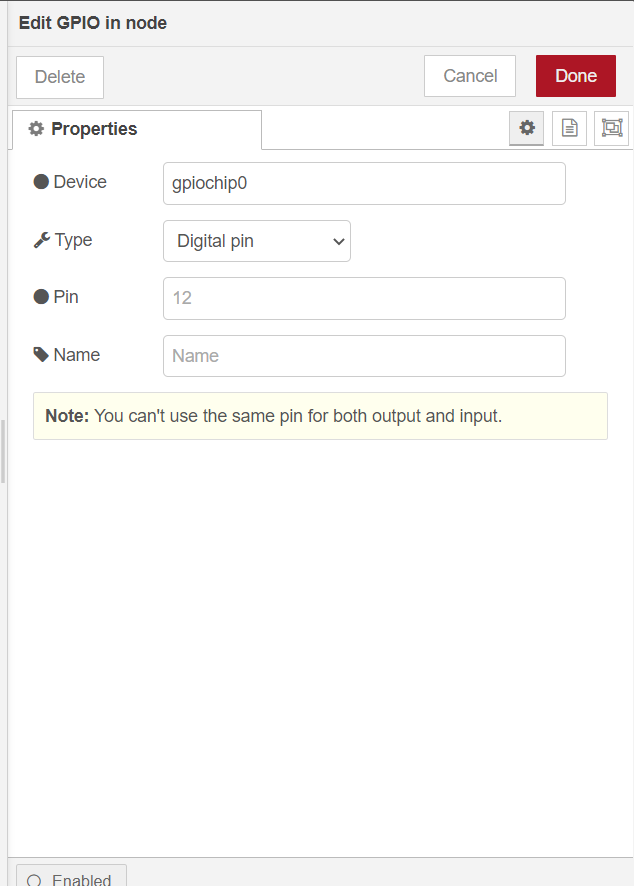 Edit GPIO in node
Delete
Cancel
Done
Properties
Device
gpiochip0
Type
Digital pin
Pin
12
Name
Name
Note: You can't use the same pin for both output and input.
Enabled